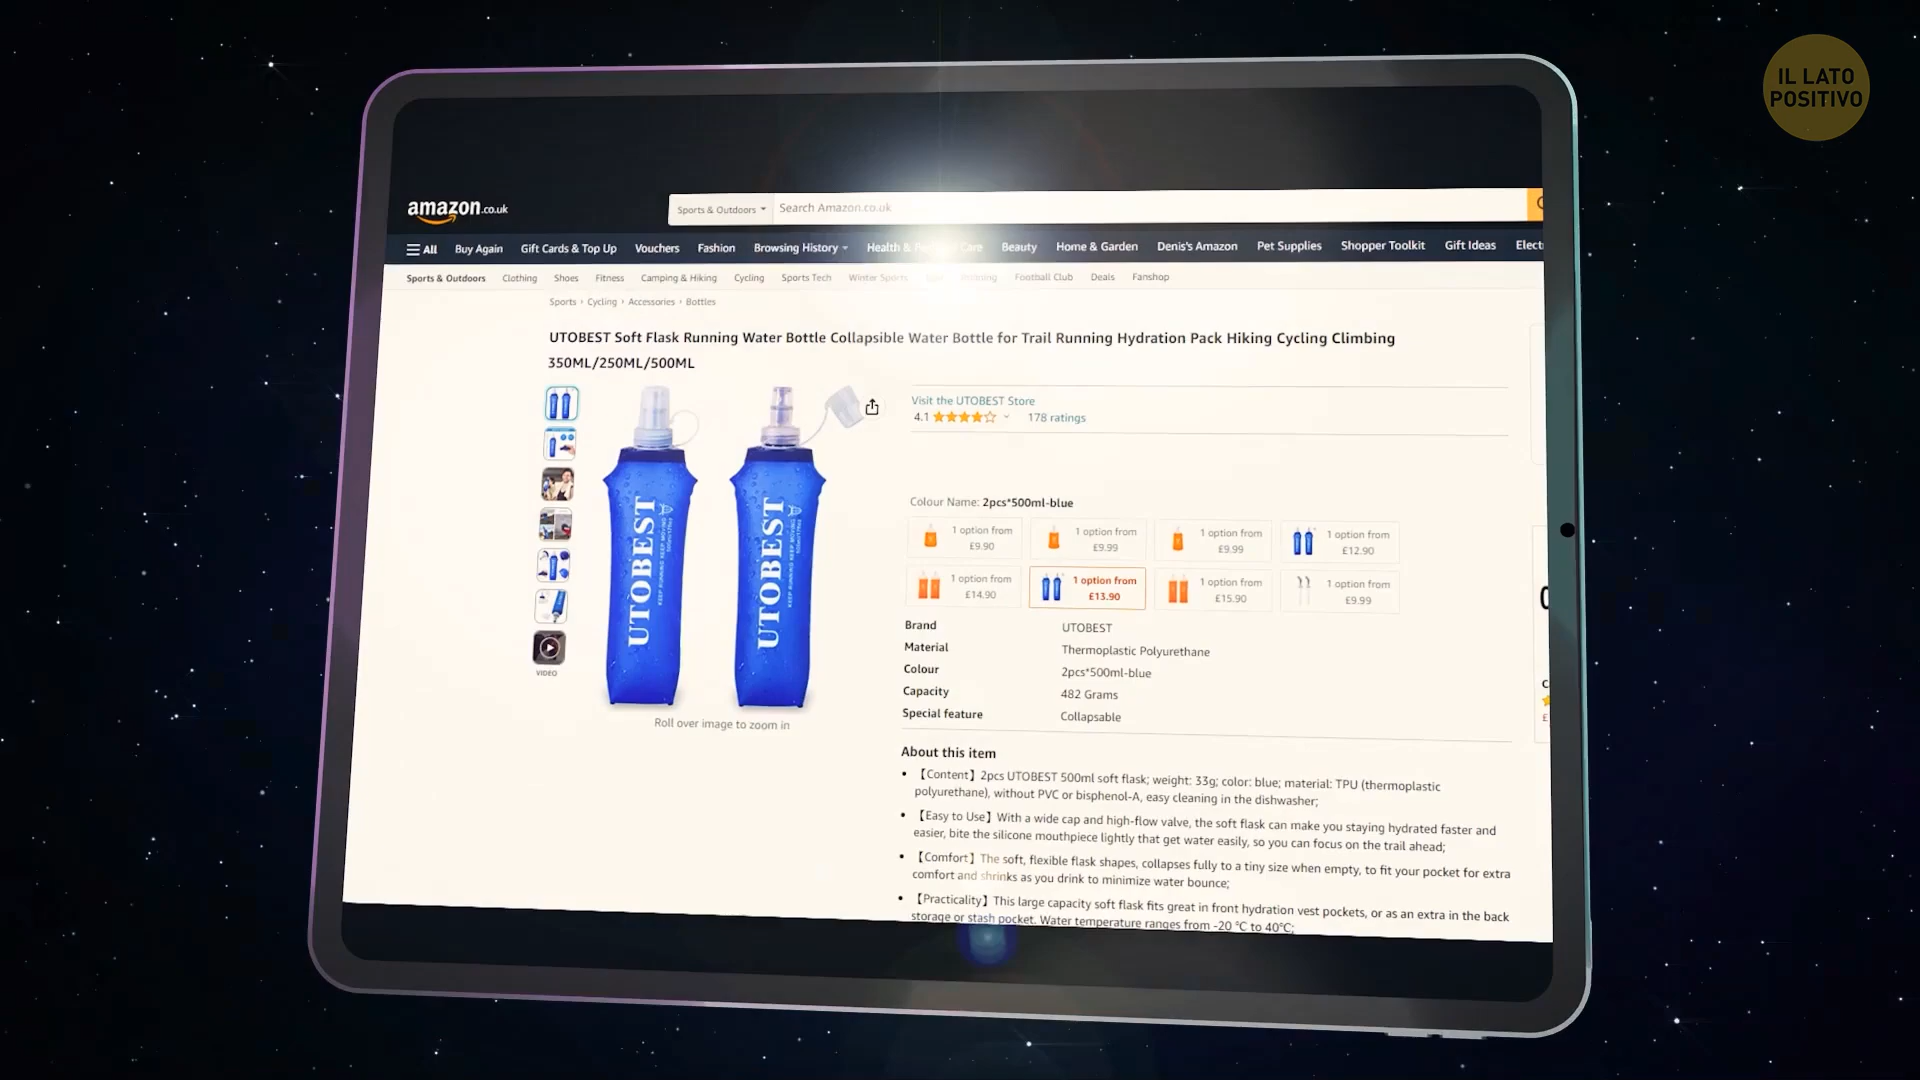 IL LATO
POSITIVO
amazon.co.uk
Sports & Outdoors
Search Amazon.co.uk
All Buy Again Gift Cards & Top Up Vouchers Fashion Browsing History Health & Care Beauty Home & Garden Denis's Amazon Pet Supplies Shopper Toolkit Gift Ideas Elect
Sports & Outdoors Clothing Shoes Fitness Camping & Hiking Cycling Sports Tech Winter Sports Football Club Deals Fanshop
Sports › Cycling › Accessories › Bottles
UTOBEST Soft Flask Running Water Bottle Collapsible Water Bottle for Trail Running Hydration Pack Hiking Cycling Climbing
350ML/250ML/500ML
UTOBEST
KEEP RUNNING KEEP MOVING
UTOBEST
KEEP RUNNING KEEP MOVING
VIDEO
Roll over image to zoom in
Visit the UTOBEST Store
4.1 178 ratings
Colour Name: 2pcs*500ml-blue
1 option from
£9.90
1 option from
£9.99
1 option from
£9.99
1 option from
£12.90
1 option from
£14.90
1 option from
£13.90
1 option from
£15.90
1 option from
£9.99
Brand UTOBEST
Material Thermoplastic Polyurethane
Colour 2pcs*500ml-blue
Capacity 482 Grams
Special feature Collapsable
About this item
• 【Content】2pcs UTOBEST 500ml soft flask; weight: 33g; color: blue; material: TPU (thermoplastic
polyurethane), without PVC or bisphenol-A, easy cleaning in the dishwasher;
• 【Easy to Use】With a wide cap and high-flow valve, the soft flask can make you staying hydrated faster and
easier, bite the silicone mouthpiece lightly that get water easily, so you can focus on the trail ahead;
• 【Comfort】The soft, flexible flask shapes, collapses fully to a tiny size when empty, to fit your pocket for extra
comfort and shrinks as you drink to minimize water bounce;
• 【Practicality】This large capacity soft flask fits great in front hydration vest pockets, or as an extra in the back
storage or stash pocket. Water temperature ranges from -20 °C to 40°C;